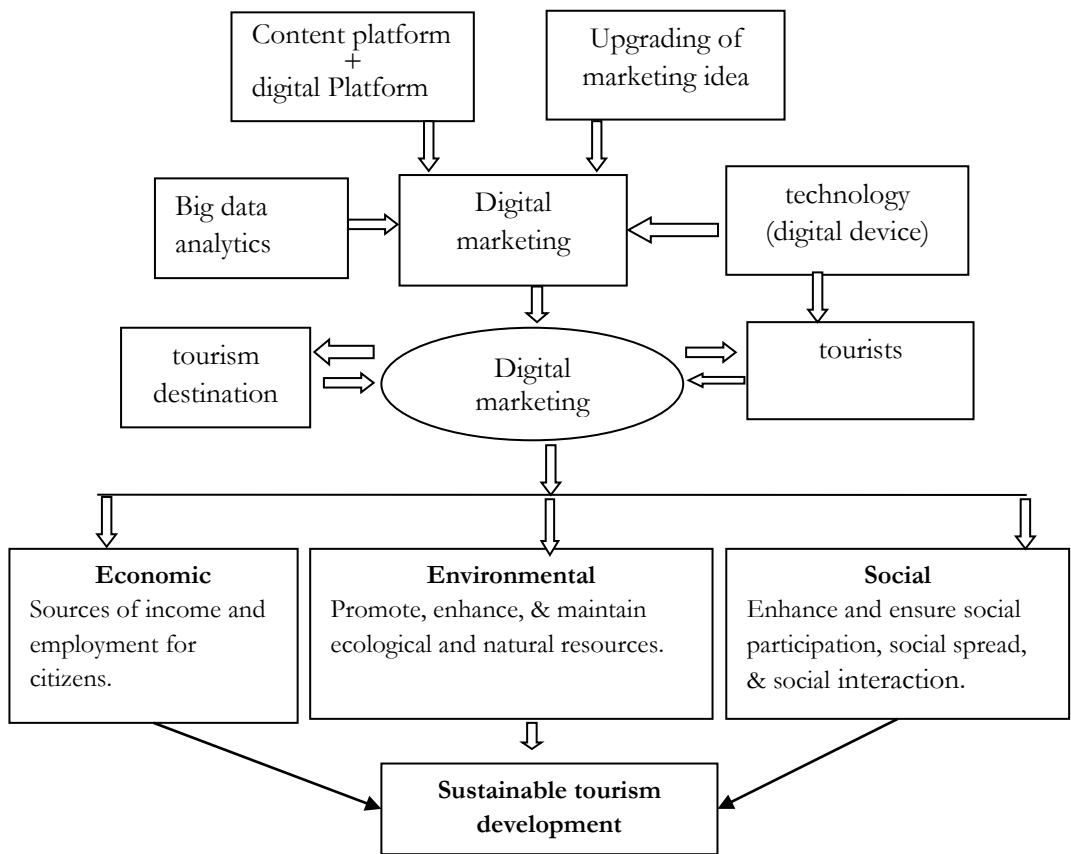 Content platform
+
digital Platform
Upgrading of
marketing idea
Big data
analytics
Digital
marketing
technology
(digital device)
tourism
destination
Digital
marketing
tourists
Economic
Sources of income and
employment for
citizens.
Environmental
Promote, enhance, & maintain
ecological and natural resources.
Social
Enhance and ensure social
participation, social spread,
& social interaction.
Sustainable tourism
development